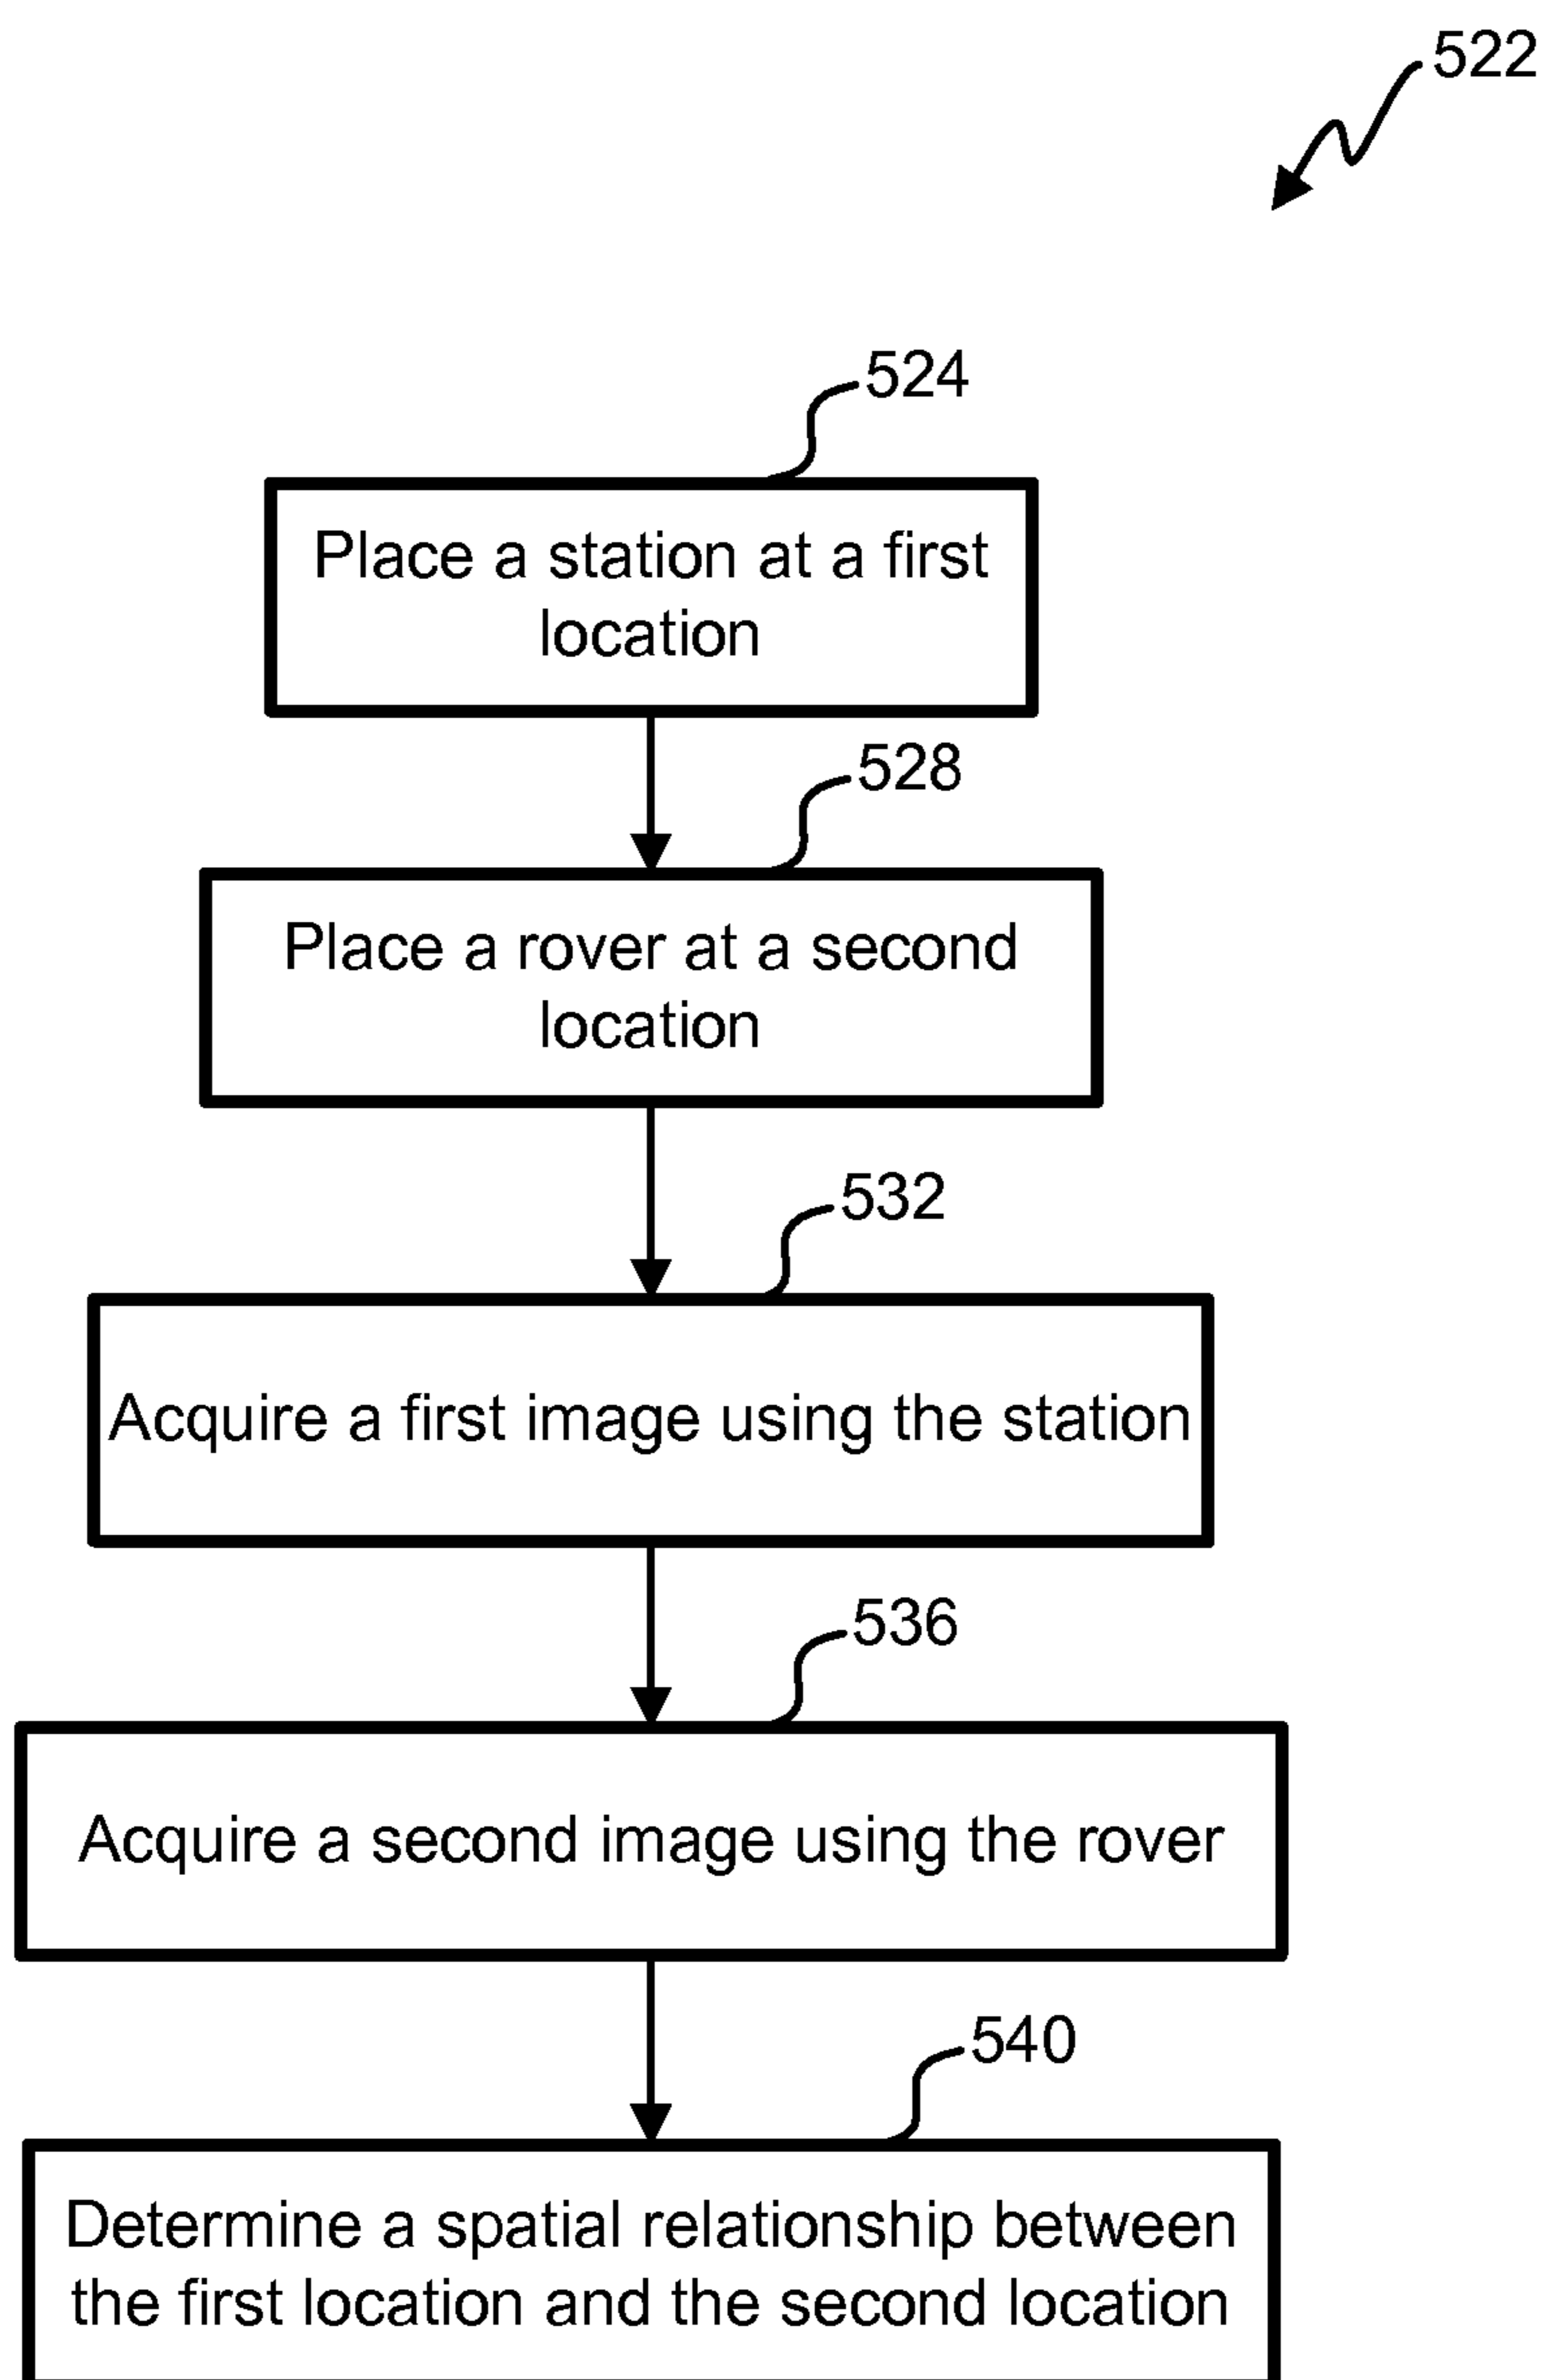 522
524
Place a station at a first
location
528
Place a rover at a second
location
532
Acquire a first image using the station
536
Acquire a second image using the rover
540
Determine a spatial relationship between
the first location and the second location